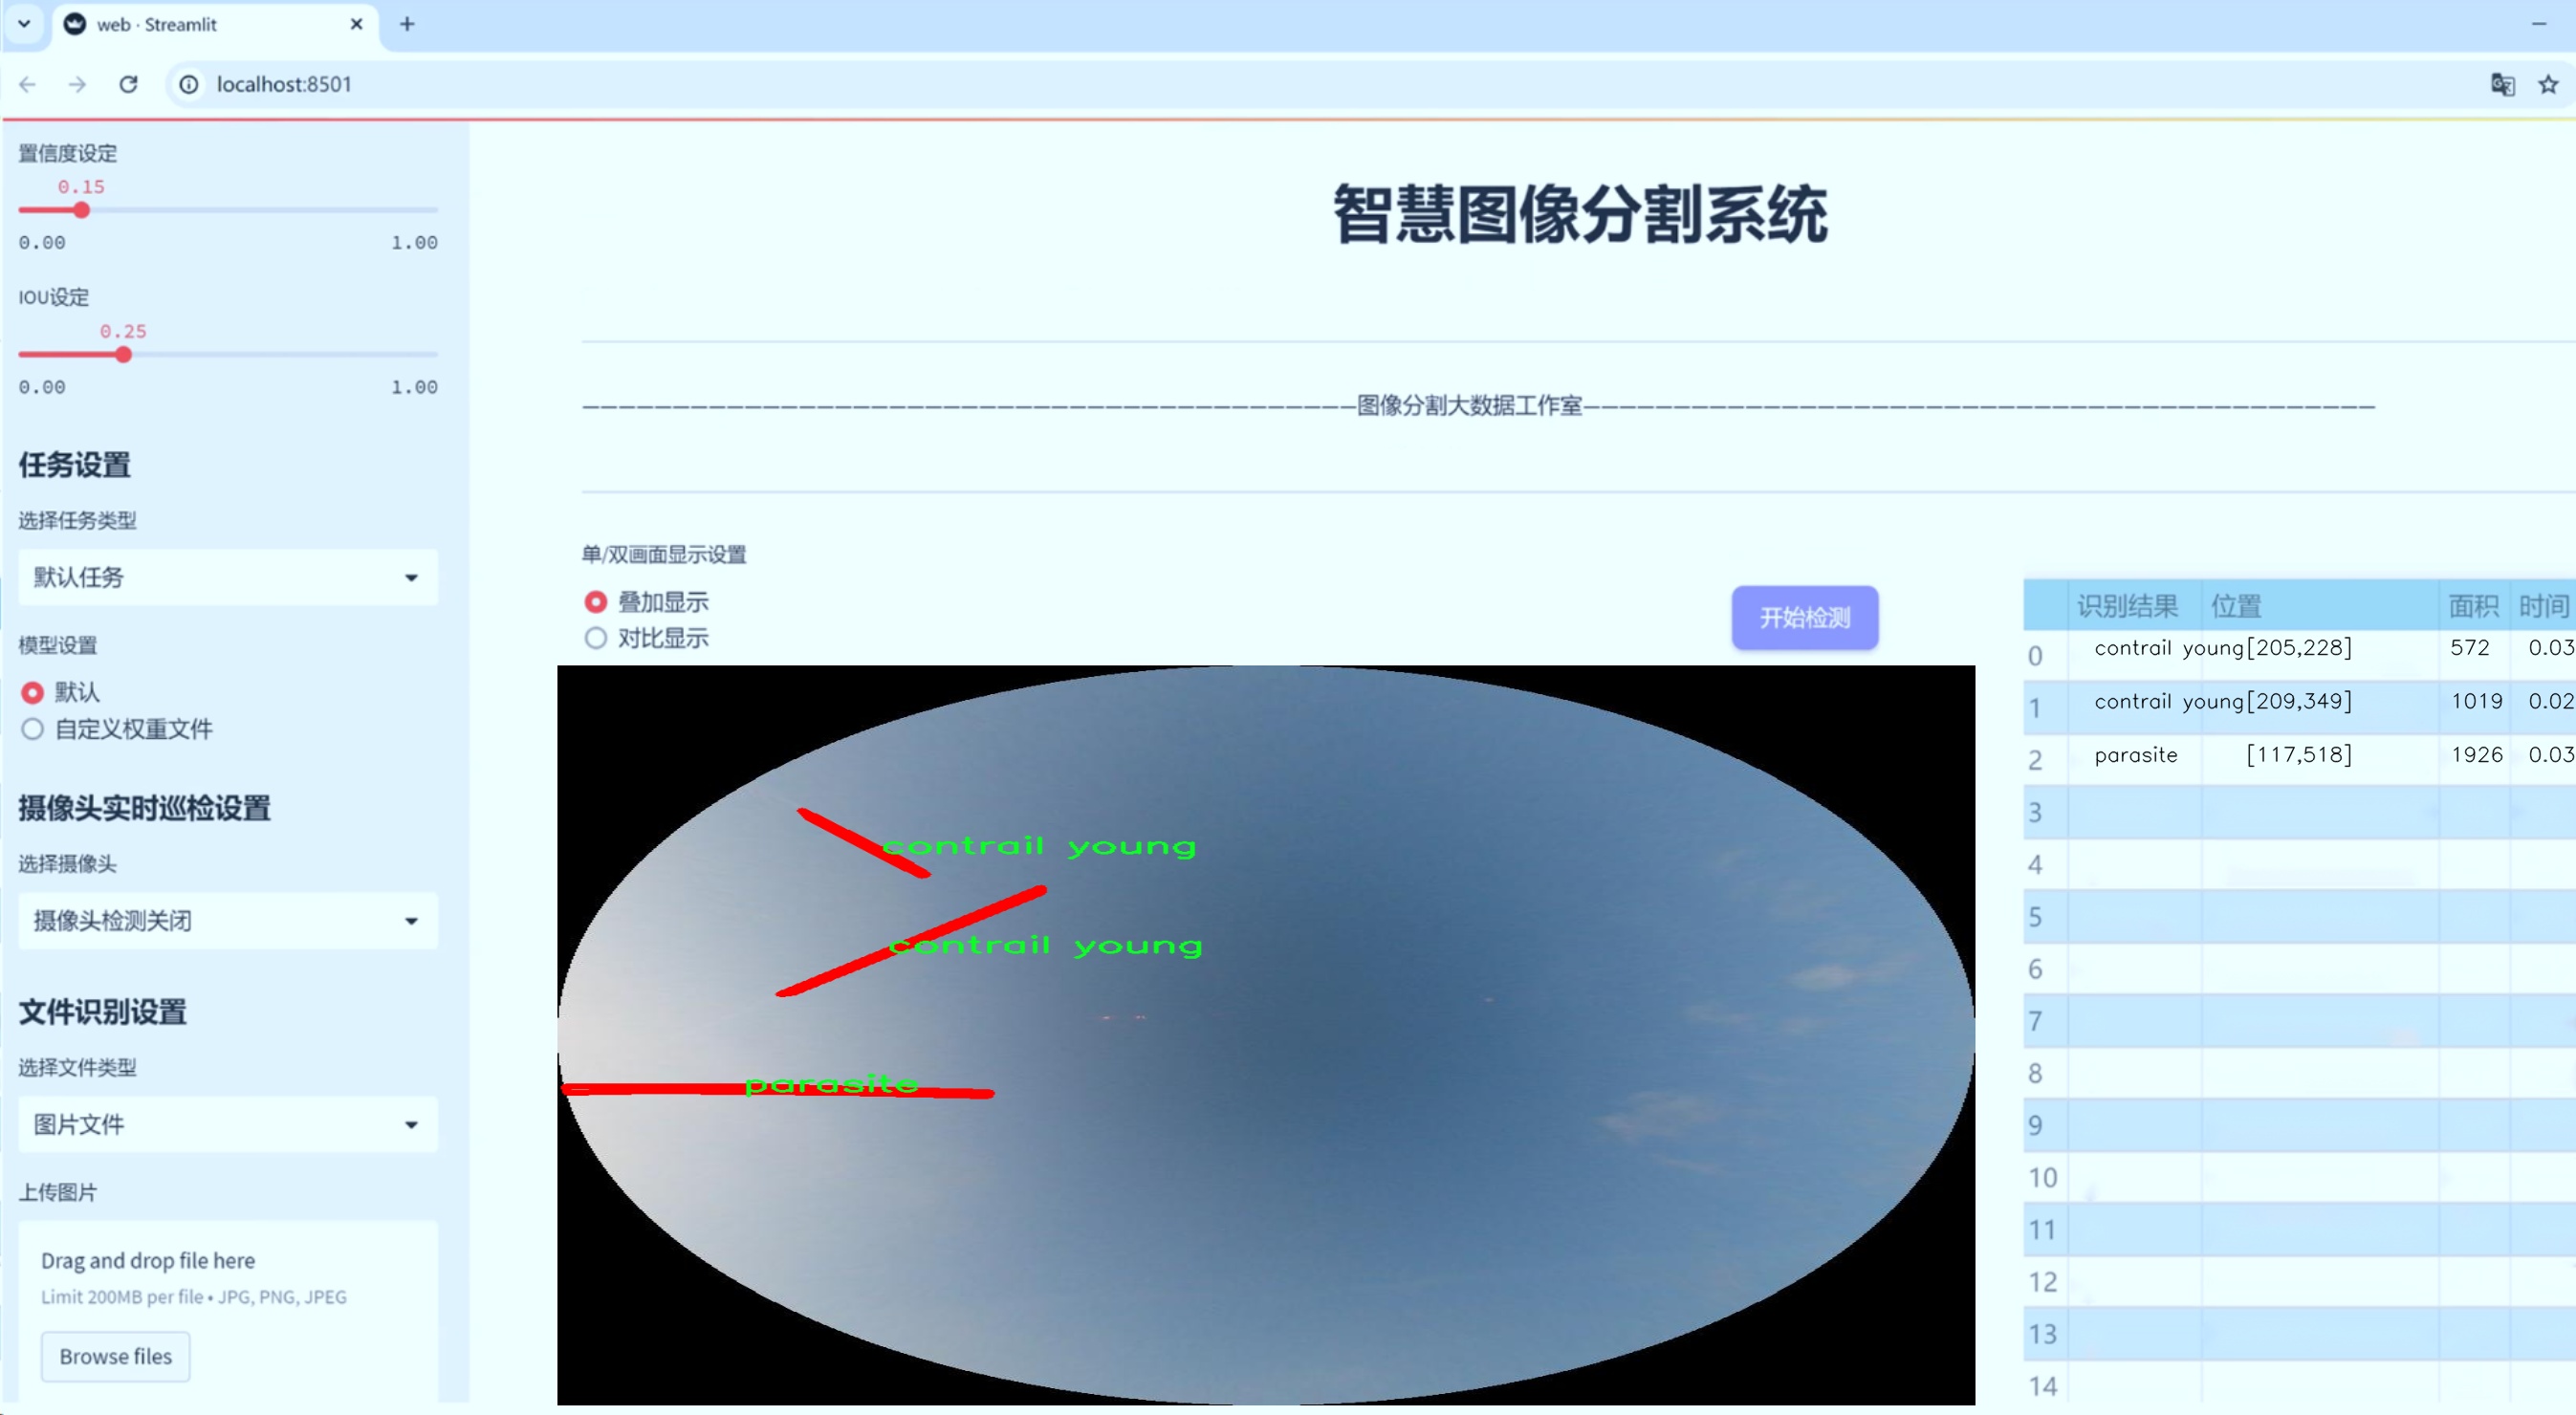 web · Streamlit
localhost:8501
置信度设定
0.15
0.00 1.00
IOU设定
0.25
0.00 1.00
任务设置
选择任务类型
默认任务
模型设置
默认
自定义权重文件
摄像头实时巡检设置
选择摄像头
摄像头检测关闭
文件识别设置
选择文件类型
图片文件
上传图片
Drag and drop file here
Limit 200MB per file • JPG, PNG, JPEG
Browse files
智慧图像分割系统
———————————————————————————————————————————图像分割大数据工作室————————————————————————————————————————————
单/双画面显示设置
叠加显示
对比显示
开始检测
contrail young
contrail young
parasite
识别结果 位置 面积 时间
0 contrail young[205,228] 572 0.03
1 contrail young[209,349] 1019 0.02
2 parasite [117,518] 1926 0.03
3
4
5
6
7
8
9
10
11
12
13
14